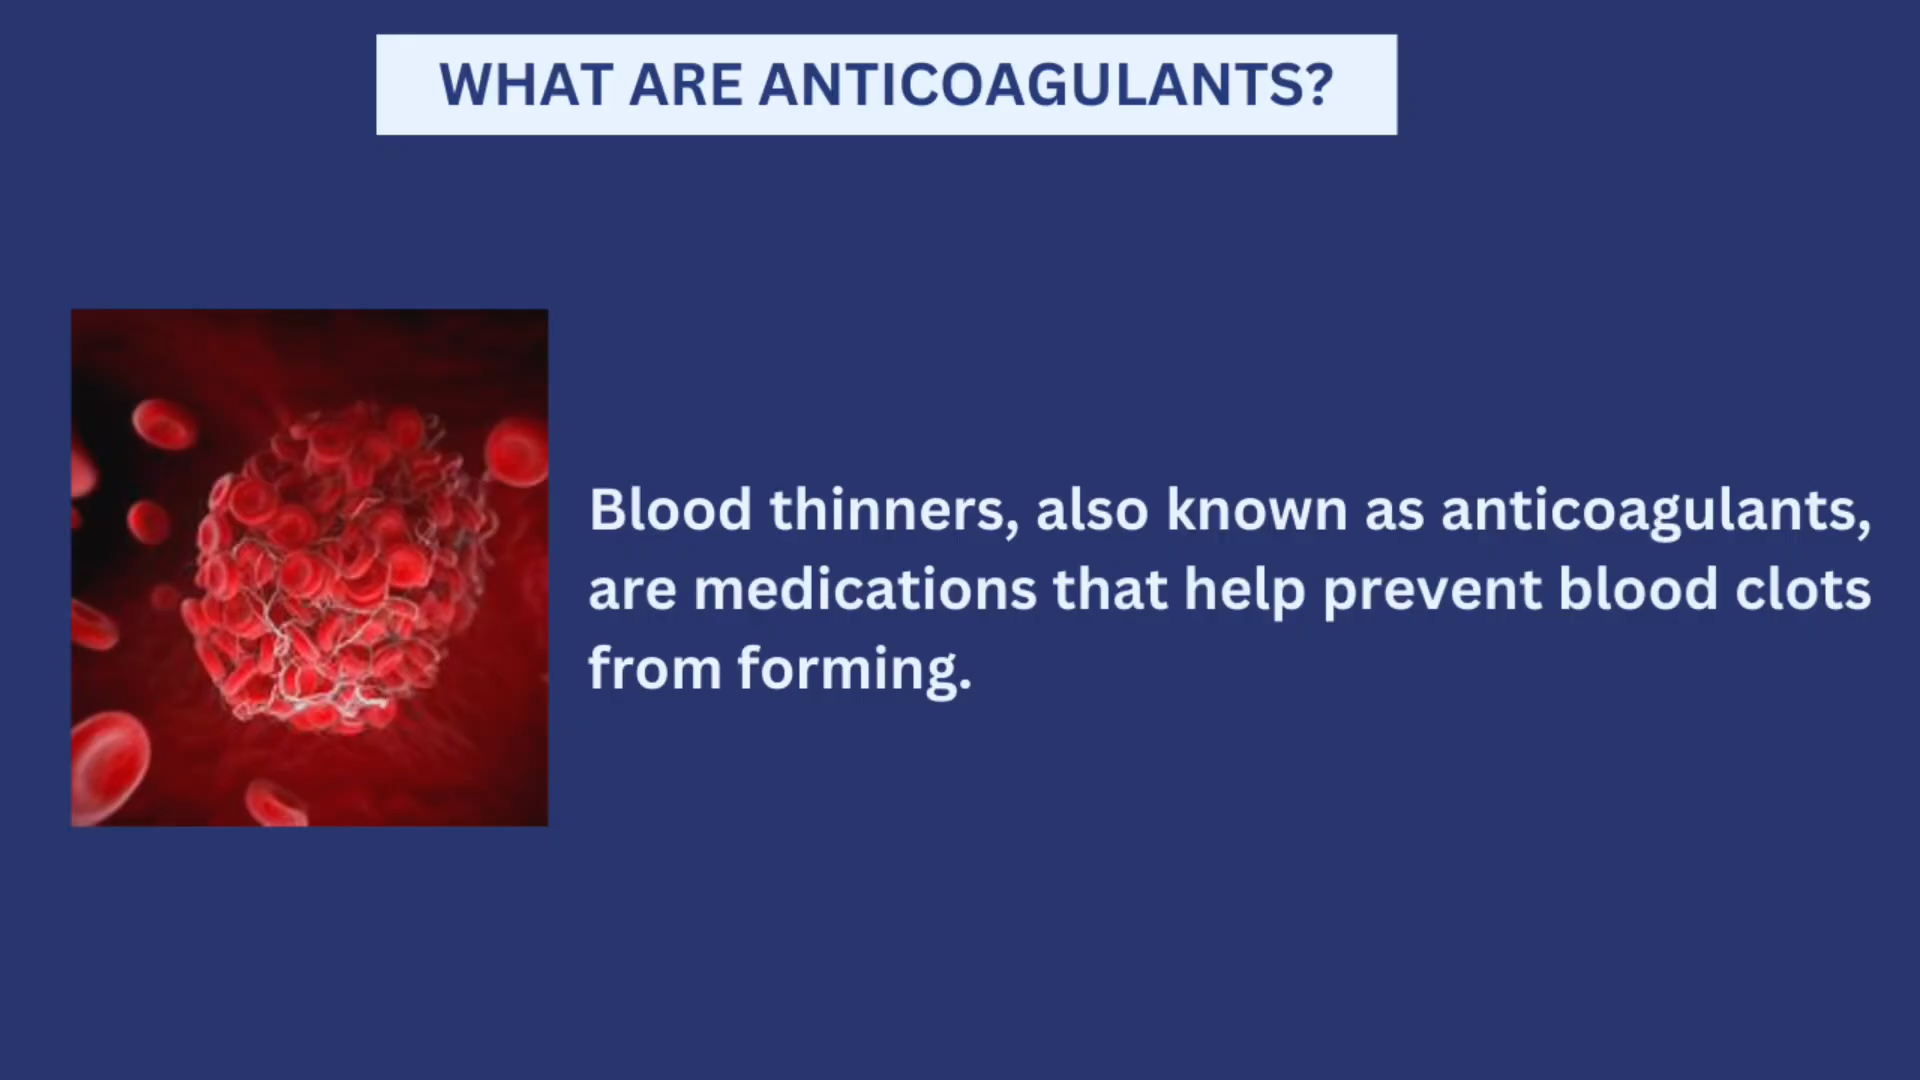 WHAT ARE ANTICOAGULANTS?
Blood thinners, also known as anticoagulants,
are medications that help prevent blood clots
from forming.